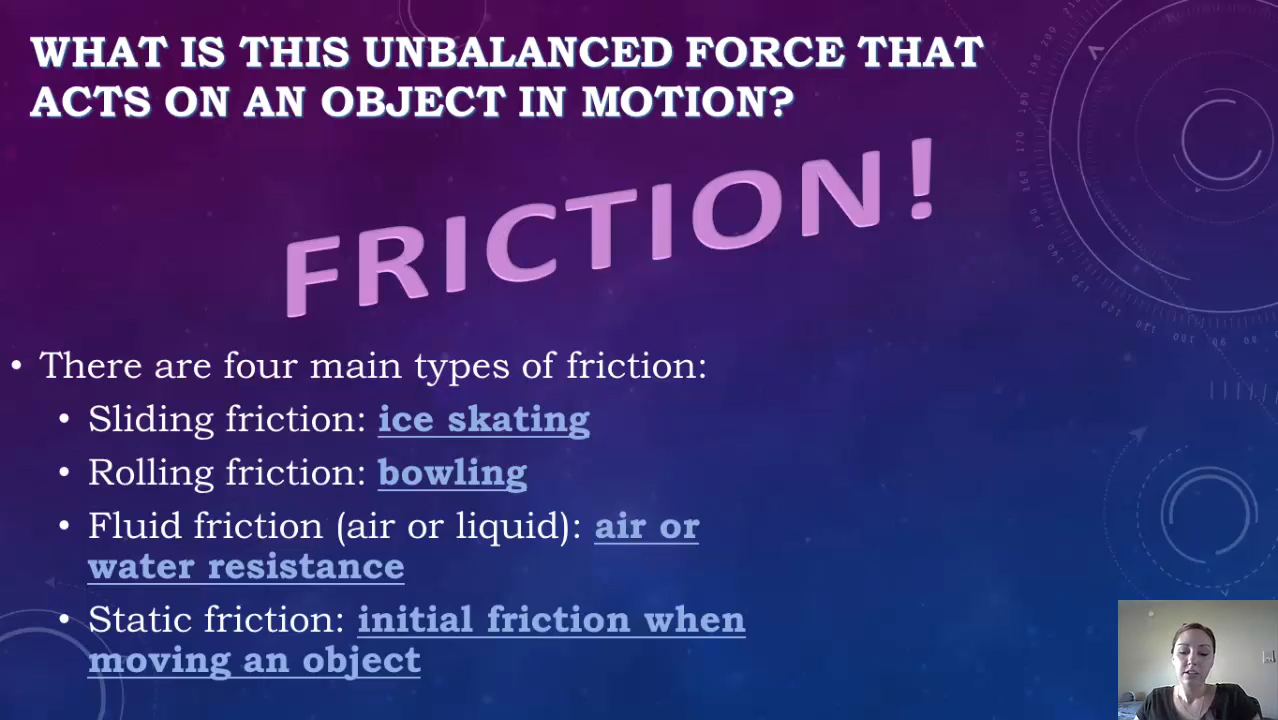 WHAT IS THIS UNBALANCED FORCE THAT
ACTS ON AN OBJECT IN MOTION?
FRICTION!
• There are four main types of friction:
• Sliding friction: ice skating
• Rolling friction: bowling
• Fluid friction (air or liquid): air or
water resistance
• Static friction: initial friction when
moving an object